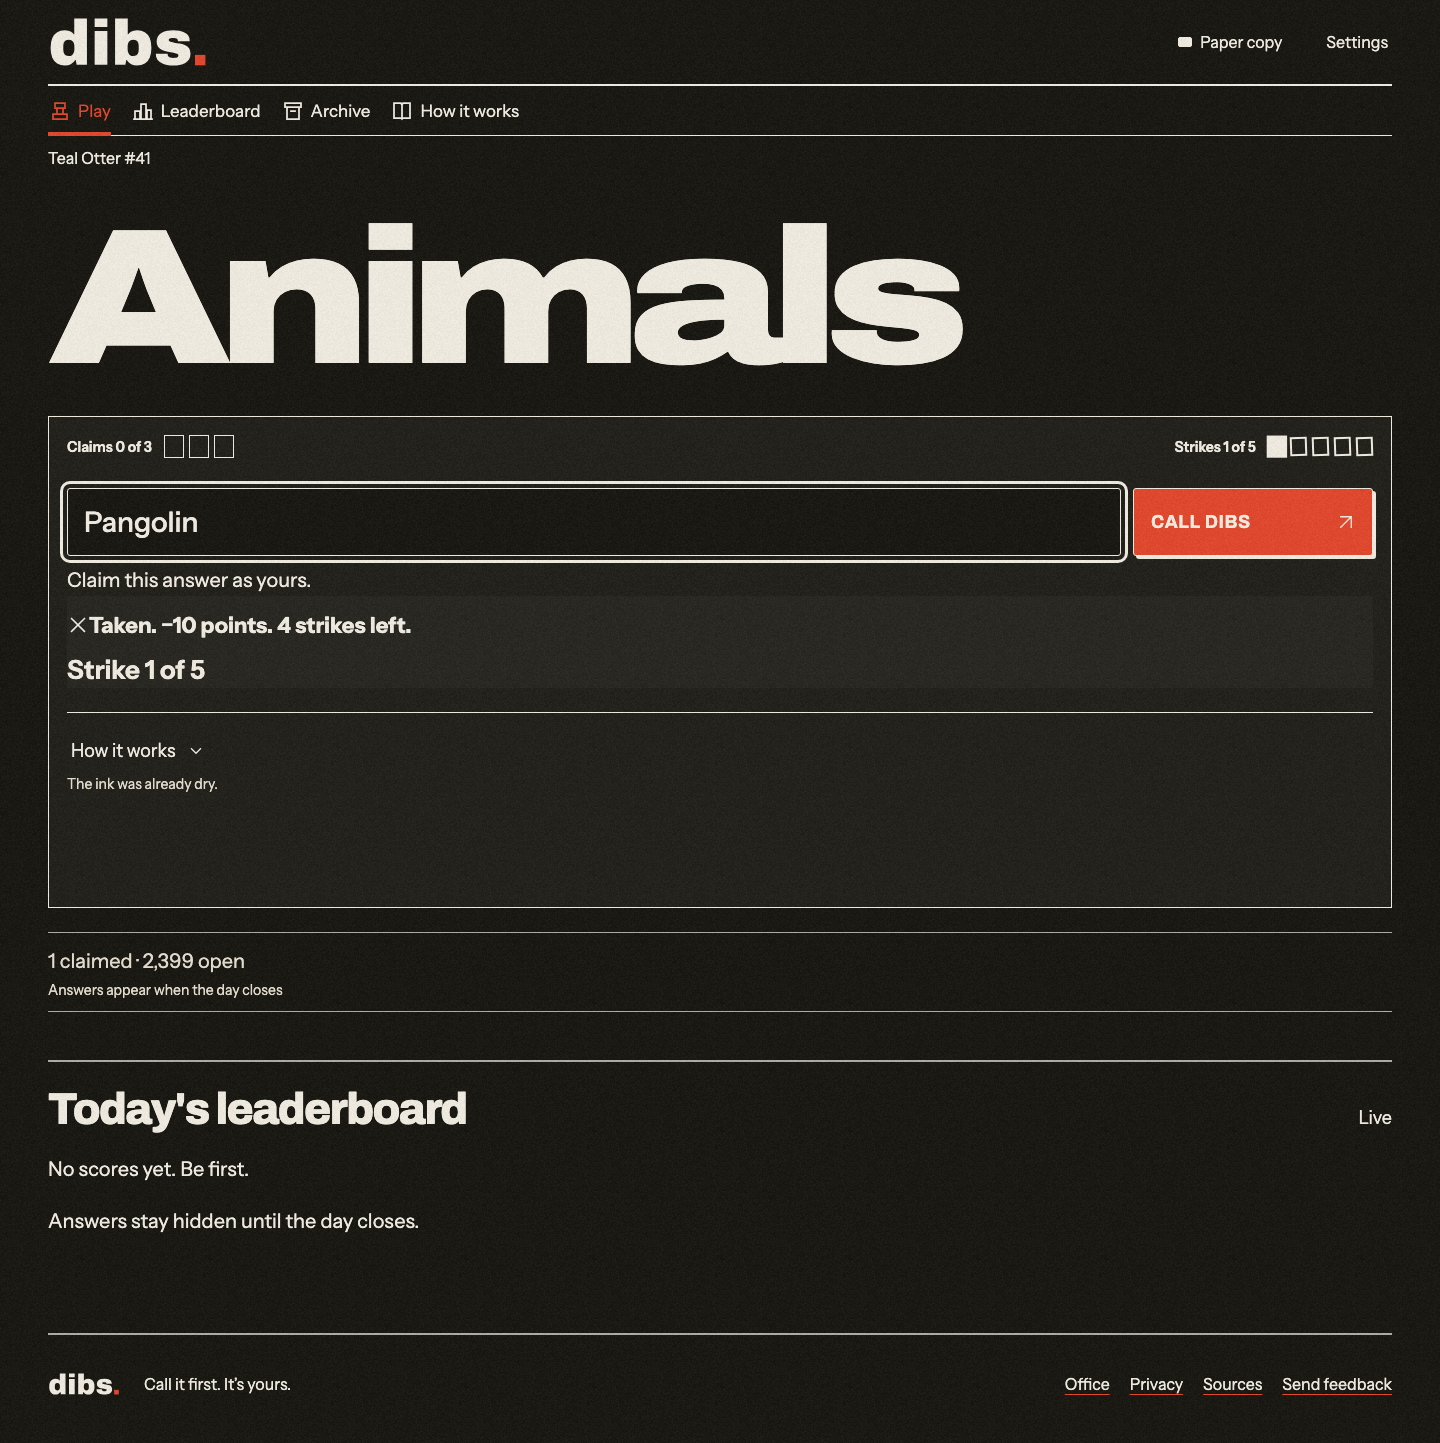 dibs.
Paper copy Settings
Play Leaderboard Archive How it works
Teal Otter #41
Animals
Claims 0 of 3 Strikes 1 of 5
Pangolin CALL DIBS
Claim this answer as yours.
Taken. −10 points. 4 strikes left.
Strike 1 of 5
How it works
The ink was already dry.
1 claimed · 2,399 open
Answers appear when the day closes
Today's leaderboard Live
No scores yet. Be first.
Answers stay hidden until the day closes.
dibs. Call it first. It's yours. Office Privacy Sources Send feedback